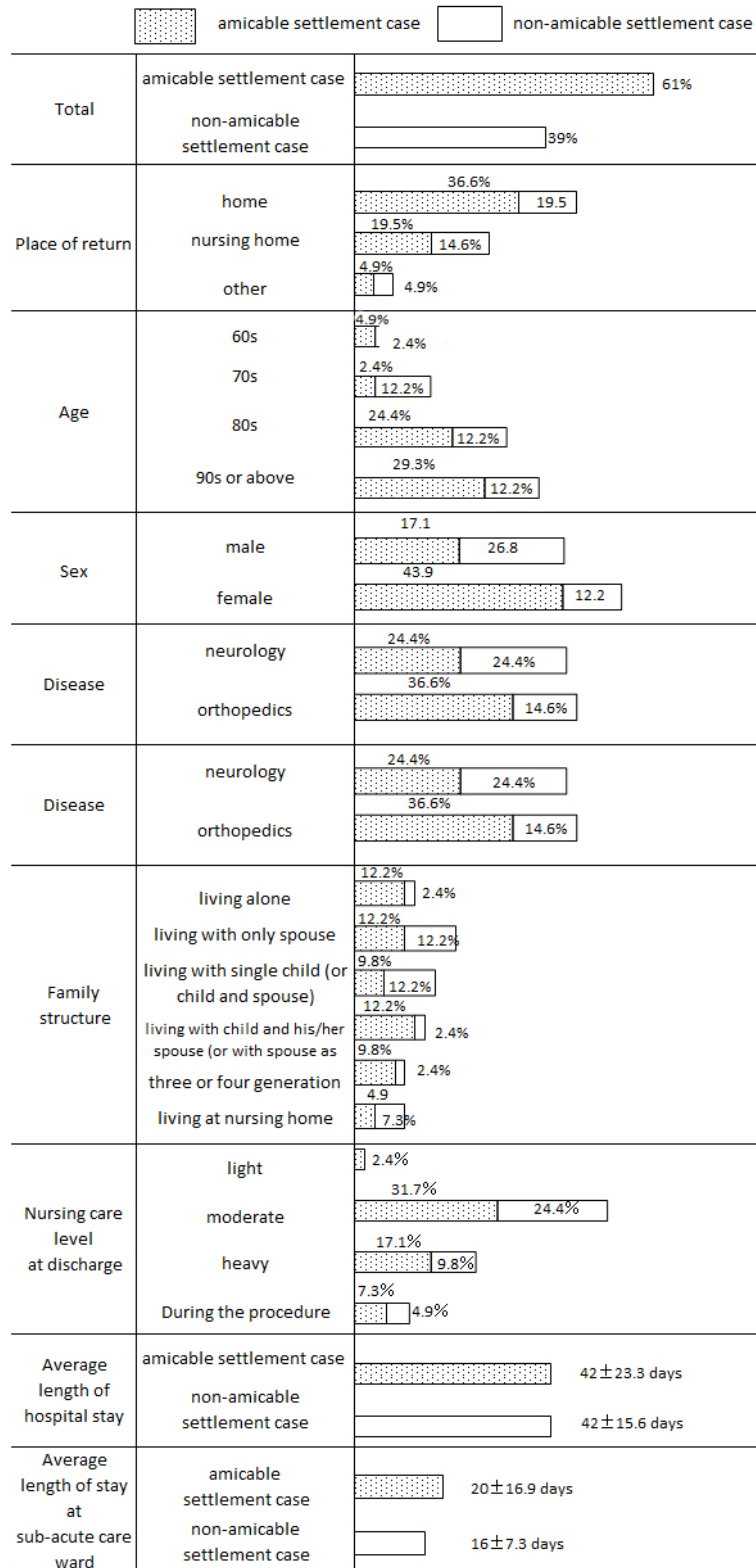 amicable settlement case
non-amicable settlement case
Total
amicable settlement case
61%
non-amicable
settlement case
39%
Place of return
home
36.6%
19.5
nursing home
19.5%
14.6%
other
4.9%
4.9%
Age
60s
4.9%
2.4%
70s
2.4%
12.2%
80s
24.4%
12.2%
90s or above
29.3%
12.2%
Sex
male
17.1
26.8
female
43.9
12.2
Disease
neurology
24.4%
24.4%
orthopedics
36.6%
14.6%
Disease
neurology
24.4%
24.4%
orthopedics
36.6%
14.6%
Family
structure
living alone
12.2%
2.4%
living with only spouse
12.2%
12.2%
living with single child (or
child and spouse)
9.8%
12.2%
living with child and his/her
spouse (or with spouse as
12.2%
2.4%
three or four generation
9.8%
2.4%
living at nursing home
4.9
7.3%
Nursing care
level
at discharge
light
2.4%
moderate
31.7%
24.4%
heavy
17.1%
9.8%
During the procedure
7.3%
4.9%
Average
length of
hospital stay
amicable settlement case
42±23.3 days
non-amicable
settlement case
42±15.6 days
Average
length of stay
at
sub-acute care
ward
amicable
settlement case
20±16.9 days
non-amicable
settlement case
16±7.3 days